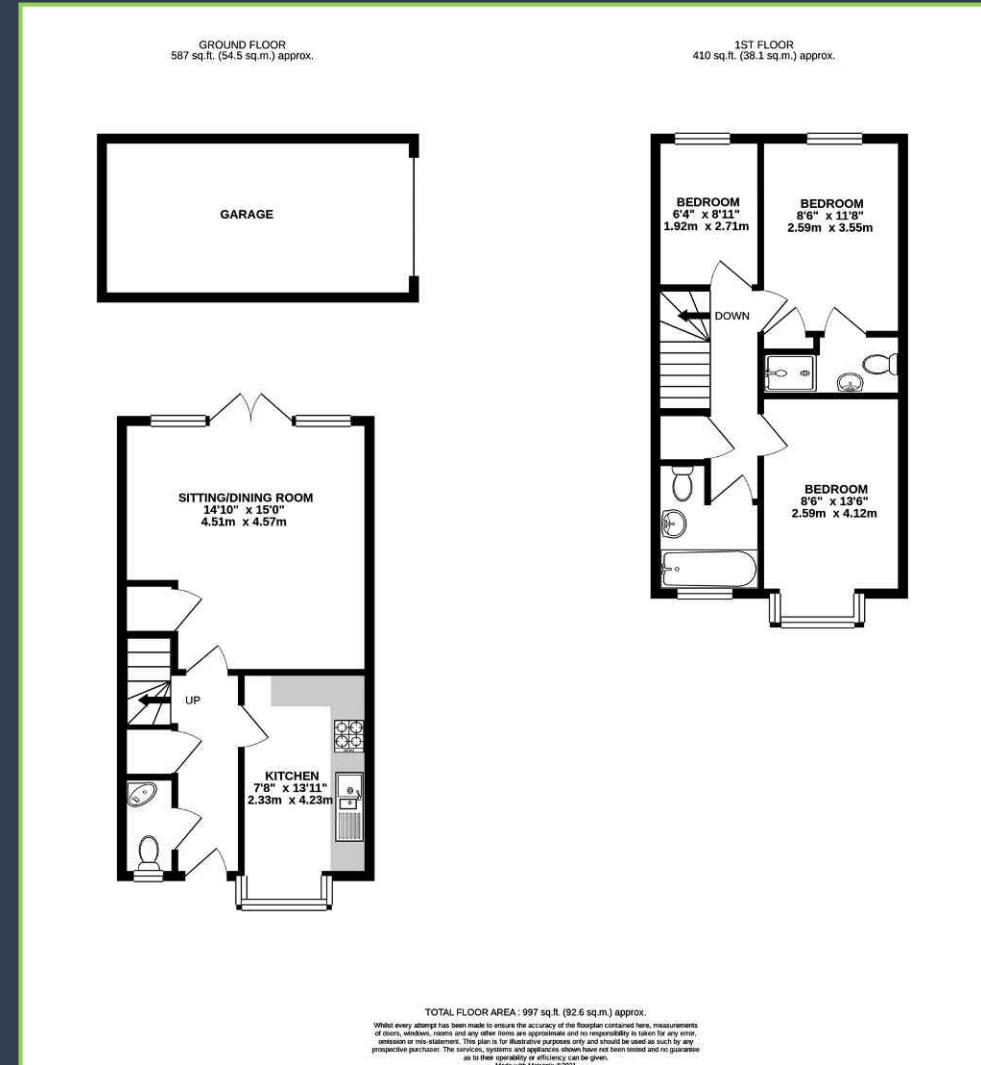 GROUND FLOOR
587 sq.ft. (54.5 sq.m.) approx.
1ST FLOOR
410 sq.ft. (38.1 sq.m.) approx.
GARAGE
BEDROOM
6'4" x 8'11"
1.92m x 2.71m
BEDROOM
8'6" x 11'8"
2.59m x 3.55m
DOWN
SITTING/DINING ROOM
14'10" x 15'0"
4.51m x 4.57m
BEDROOM
8'6" x 13'6"
2.59m x 4.12m
UP
KITCHEN
7'8" x 13'11"
2.33m x 4.23m
TOTAL FLOOR AREA : 997 sq.ft. (92.6 sq.m.) approx.
Whilst every attempt has been made to ensure the accuracy of the floorplan contained here, measurements
of doors, windows, rooms and any other items are approximate and no responsibility is taken for any error,
omission or mis-statement. This plan is for illustrative purposes only and should be used as such by any
prospective purchaser. The services, systems and appliances shown have not been tested and no guarantee
as to their operability or efficiency can be given.
Made with Metropix ©2021